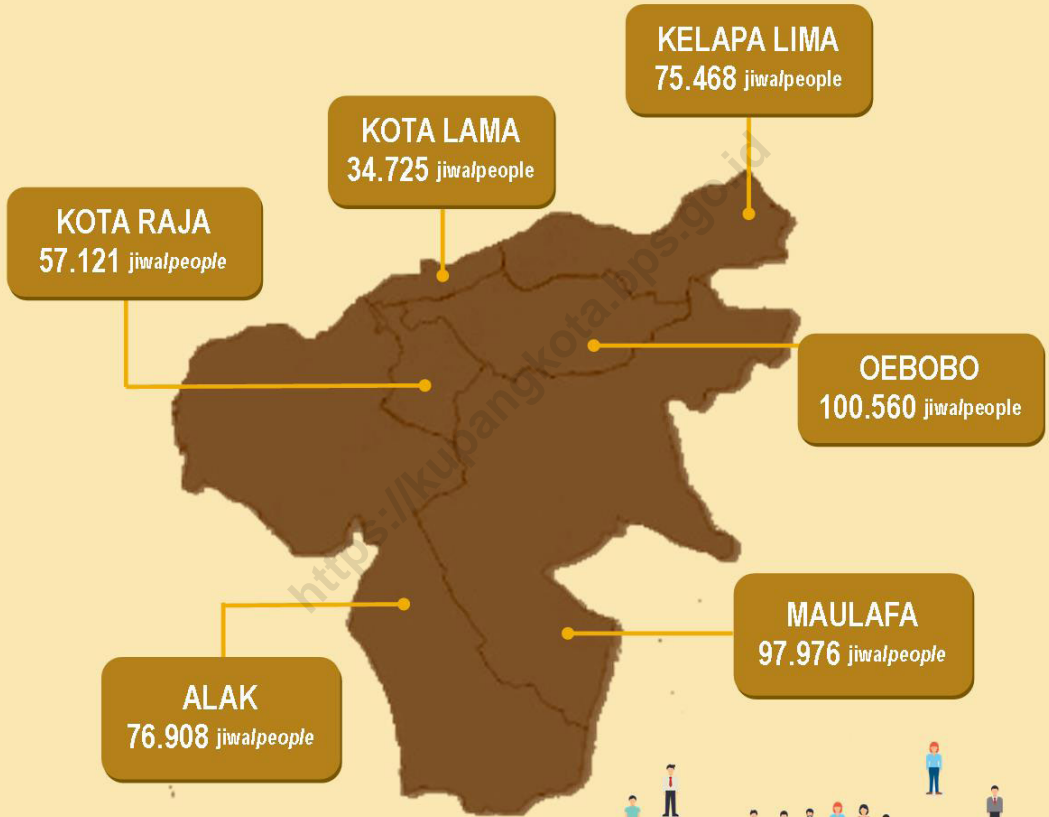 KELAPA LIMA
75.468 jiwa/people
KOTA LAMA
34.725 jiwa/people
KOTA RAJA
57.121 jiwa/people
OEBOBO
100.560 jiwa/people
MAULAFA
97.976 jiwa/people
ALAK
76.908 jiwa/people
https://kupangkota.bps.go.id